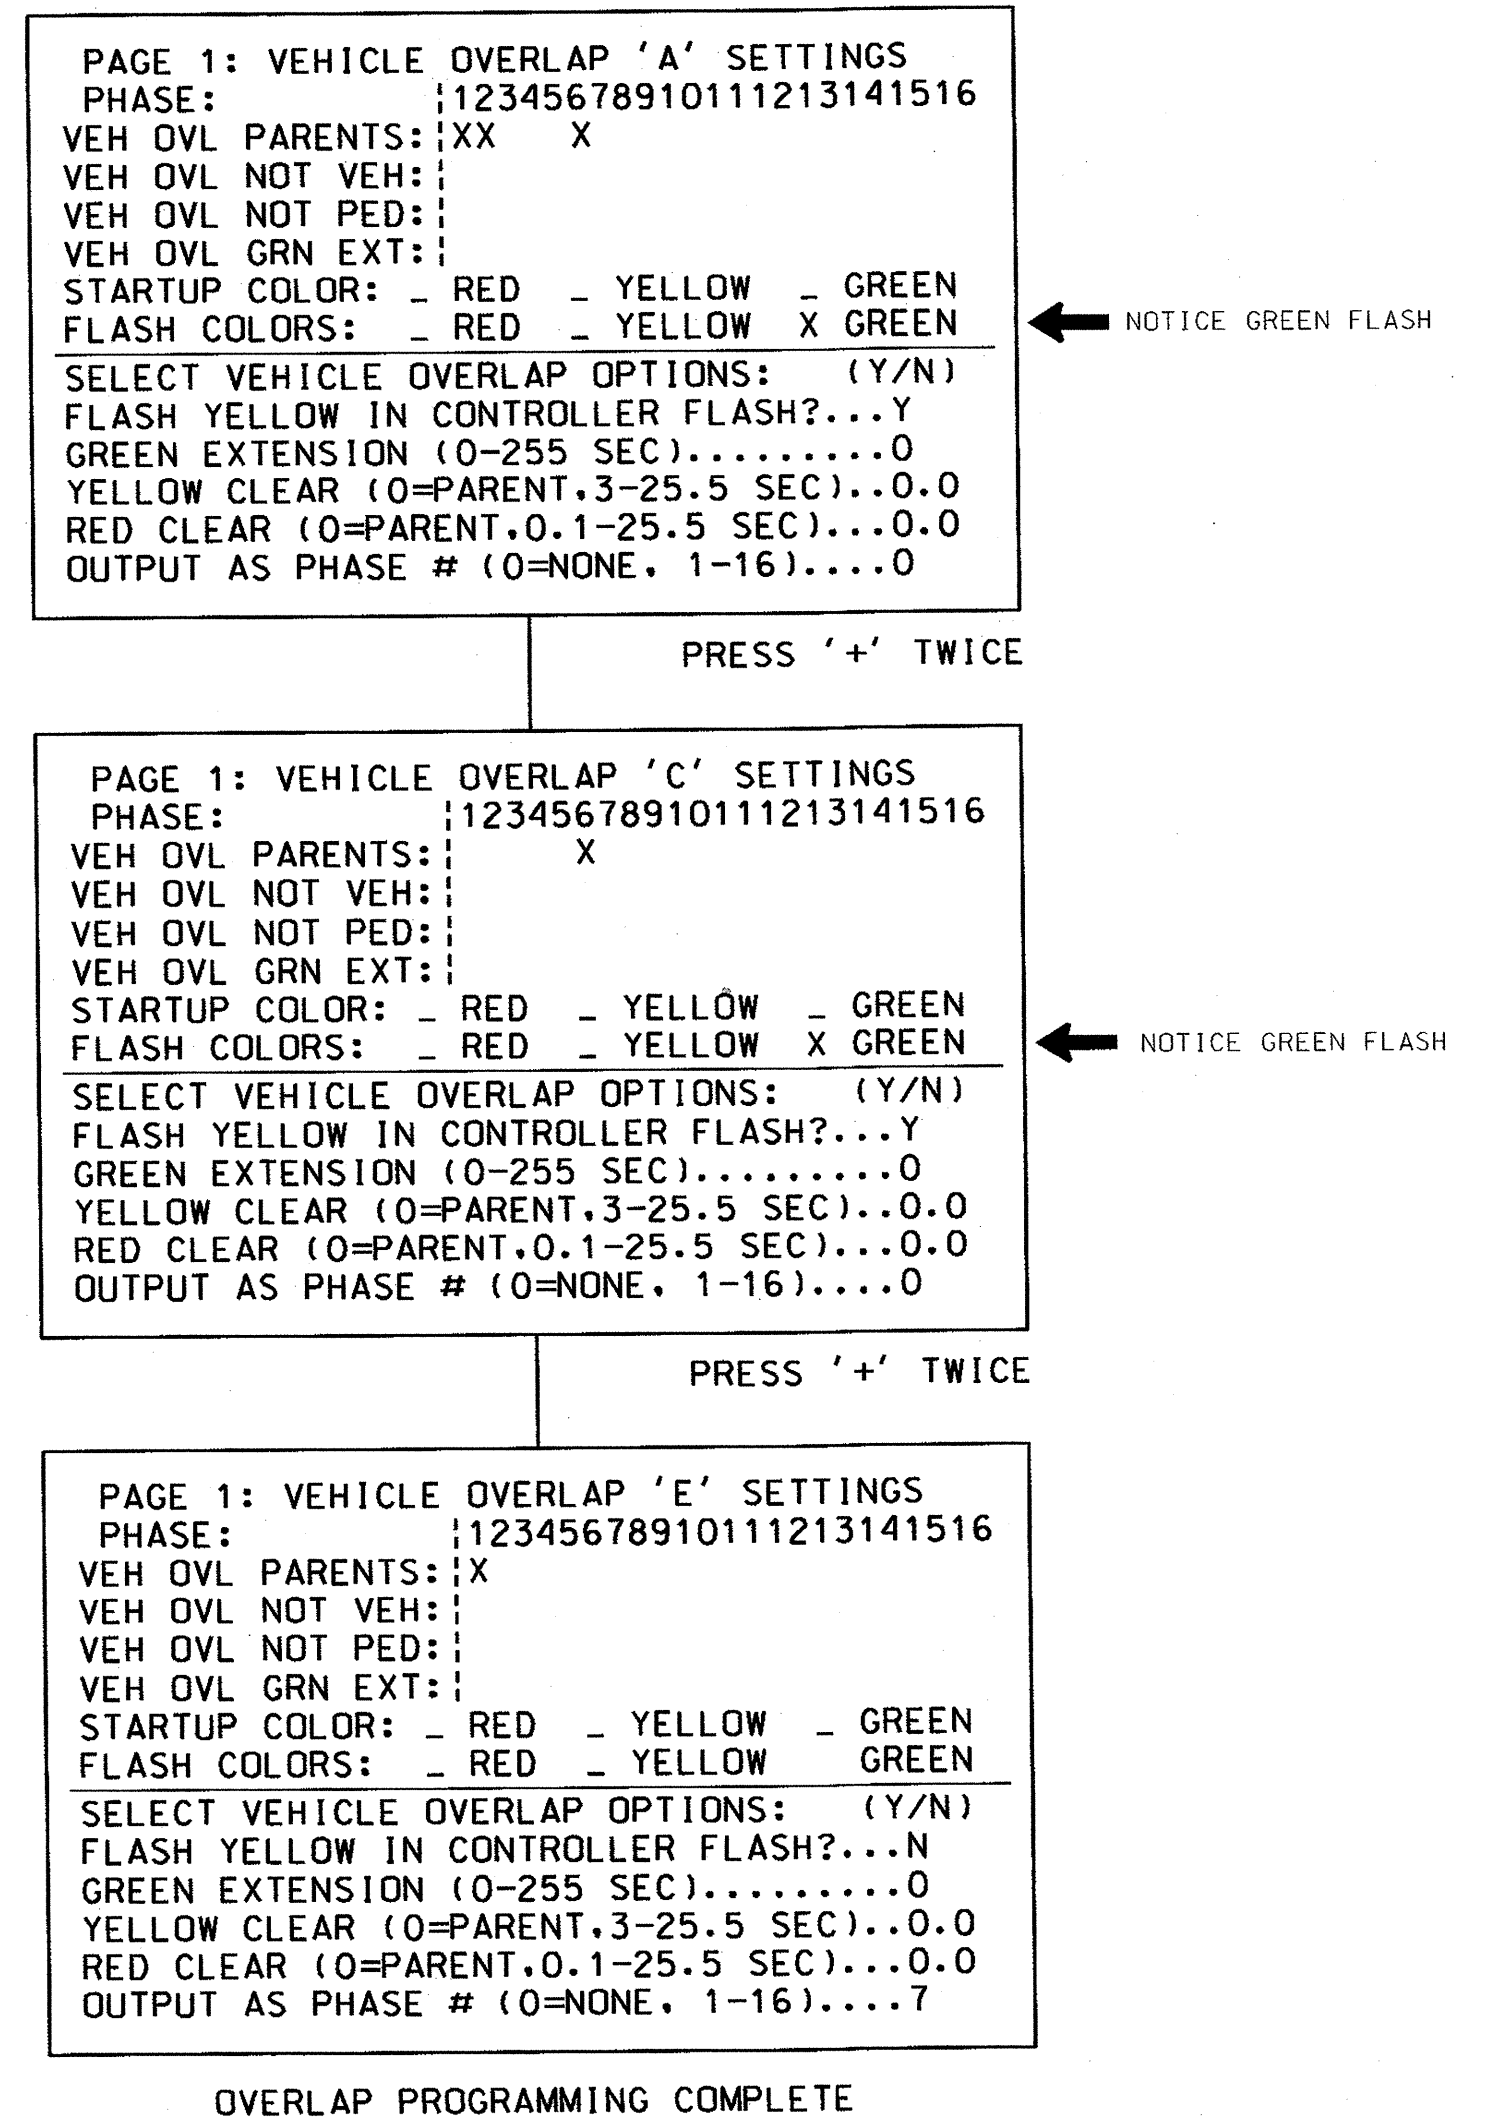 PAGE 1: VEHICLE OVERLAP 'A' SETTINGS
PHASE: ¦12345678910111213141516
VEH OVL PARENTS:¦XX    X
VEH OVL NOT VEH:¦
VEH OVL NOT PED:¦
VEH OVL GRN EXT:¦
STARTUP COLOR: _ RED _ YELLOW _ GREEN
FLASH COLORS: _ RED _ YELLOW X GREEN
NOTICE GREEN FLASH
SELECT VEHICLE OVERLAP OPTIONS: (Y/N)
FLASH YELLOW IN CONTROLLER FLASH?...Y
GREEN EXTENSION (0-255 SEC).........0
YELLOW CLEAR (0=PARENT,3-25.5 SEC)..0.0
RED CLEAR (0=PARENT,0.1-25.5 SEC)...0.0
OUTPUT AS PHASE # (0=NONE, 1-16)....0
PRESS '+' TWICE
PAGE 1: VEHICLE OVERLAP 'C' SETTINGS
PHASE: ¦12345678910111213141516
VEH OVL PARENTS:¦      X
VEH OVL NOT VEH:¦
VEH OVL NOT PED:¦
VEH OVL GRN EXT:¦
STARTUP COLOR: _ RED _ YELLOW _ GREEN
FLASH COLORS: _ RED _ YELLOW X GREEN
NOTICE GREEN FLASH
SELECT VEHICLE OVERLAP OPTIONS: (Y/N)
FLASH YELLOW IN CONTROLLER FLASH?...Y
GREEN EXTENSION (0-255 SEC).........0
YELLOW CLEAR (0=PARENT,3-25.5 SEC)..0.0
RED CLEAR (0=PARENT,0.1-25.5 SEC)...0.0
OUTPUT AS PHASE # (0=NONE, 1-16)....0
PRESS '+' TWICE
PAGE 1: VEHICLE OVERLAP 'E' SETTINGS
PHASE: ¦12345678910111213141516
VEH OVL PARENTS:¦X
VEH OVL NOT VEH:¦
VEH OVL NOT PED:¦
VEH OVL GRN EXT:¦
STARTUP COLOR: _ RED _ YELLOW _ GREEN
FLASH COLORS: _ RED _ YELLOW GREEN
SELECT VEHICLE OVERLAP OPTIONS: (Y/N)
FLASH YELLOW IN CONTROLLER FLASH?...N
GREEN EXTENSION (0-255 SEC).........0
YELLOW CLEAR (0=PARENT,3-25.5 SEC)..0.0
RED CLEAR (0=PARENT,0.1-25.5 SEC)...0.0
OUTPUT AS PHASE # (0=NONE, 1-16)....7
OVERLAP PROGRAMMING COMPLETE